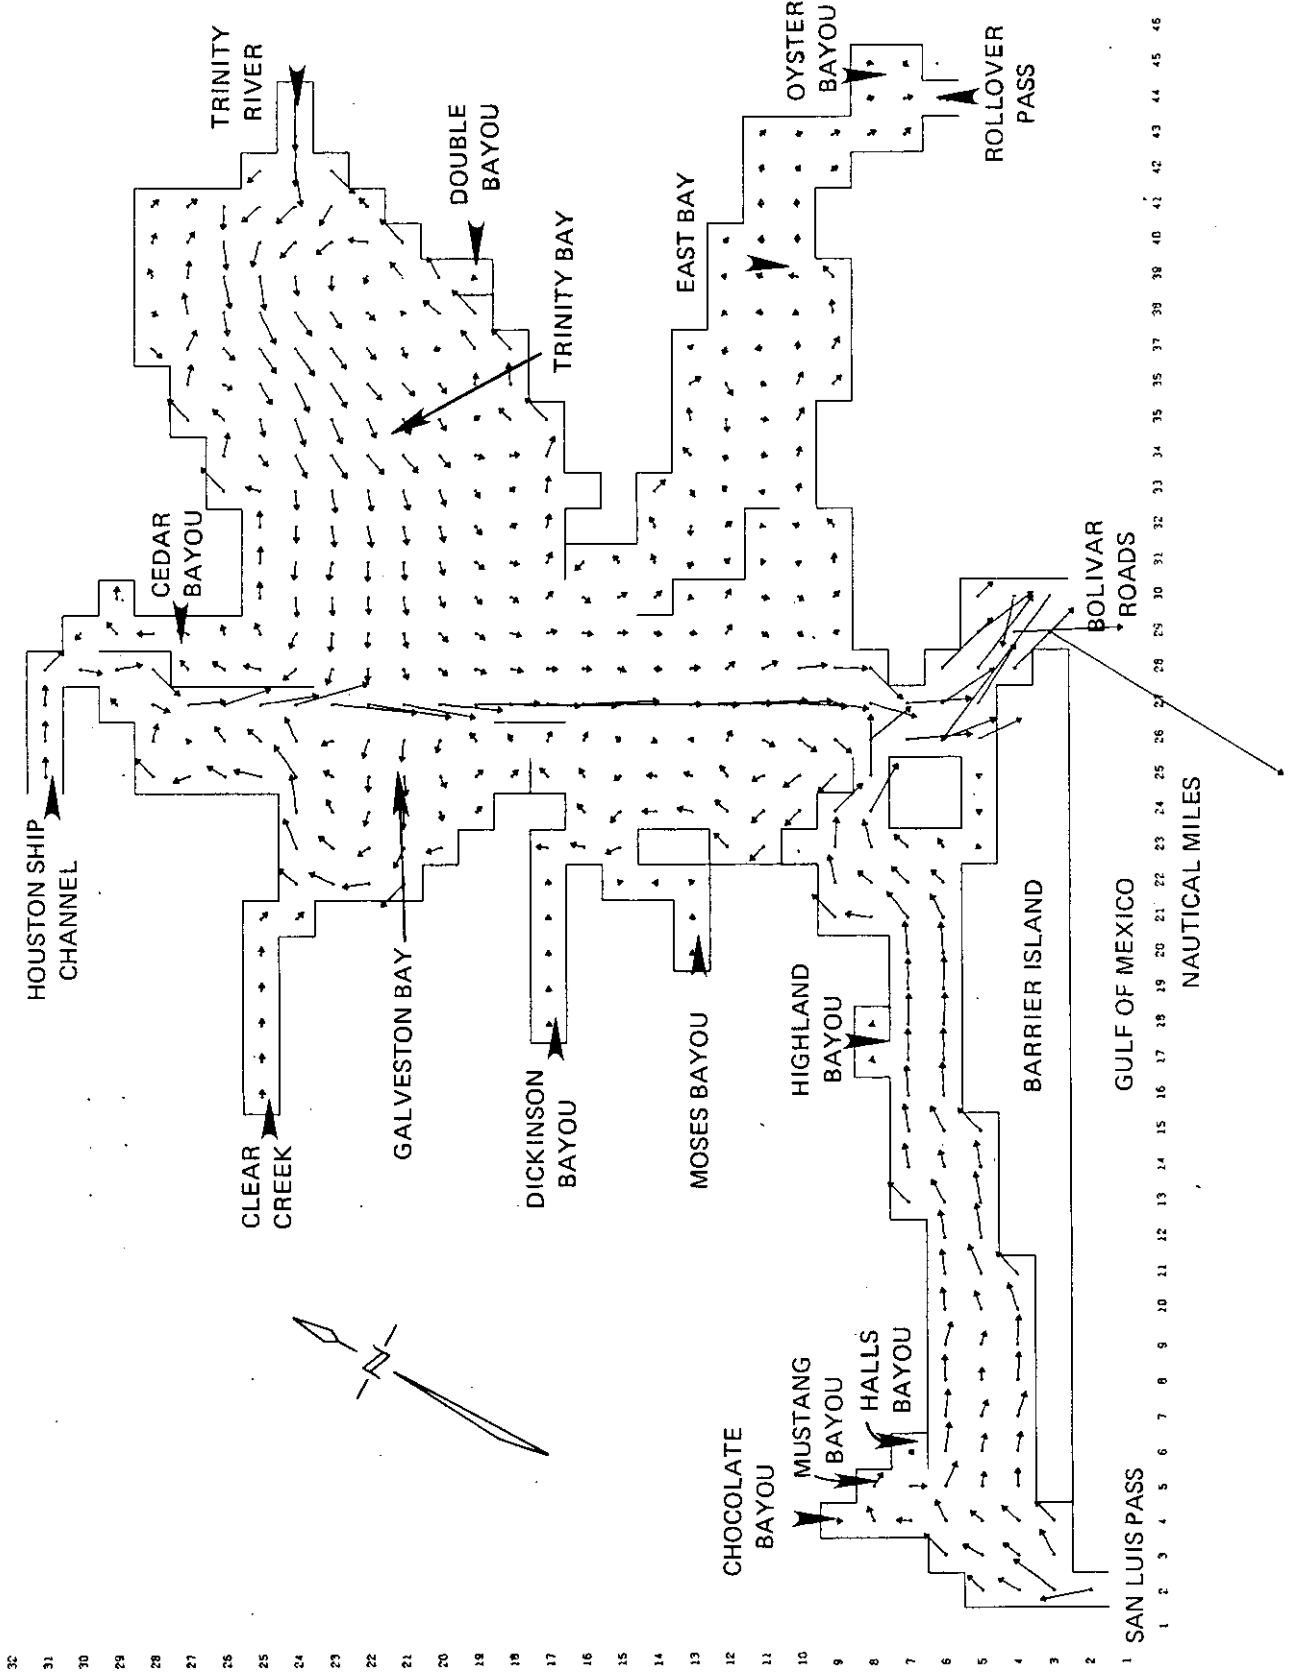 HOUSTON SHIP
CHANNEL
TRINITY
RIVER
CEDAR
BAYOU
CLEAR
CREEK
GALVESTON BAY
DOUBLE
BAYOU
TRINITY BAY
N
DICKINSON
BAYOU
MOSES BAYOU
EAST BAY
CHOCOLATE
BAYOU
MUSTANG
BAYOU
HALLS
BAYOU
HIGHLAND
BAYOU
OYSTER
BAYOU
ROLLOVER
PASS
BARRIER ISLAND
BOLIVAR
ROADS
GULF OF MEXICO
SAN LUIS PASS
NAUTICAL MILES
32
31
30
29
28
27
26
25
24
23
22
21
20
19
18
17
16
15
14
13
12
11
10
9
8
7
6
5
4
3
2
1
1 2 3 4 5 6 7 8 9 10 11 12 13 14 15 16 17 18 19 20 21 22 23 24 25 26 27 28 29 30 31 32 33 34 35 36 37 38 39 40 41 42 43 44 45 46